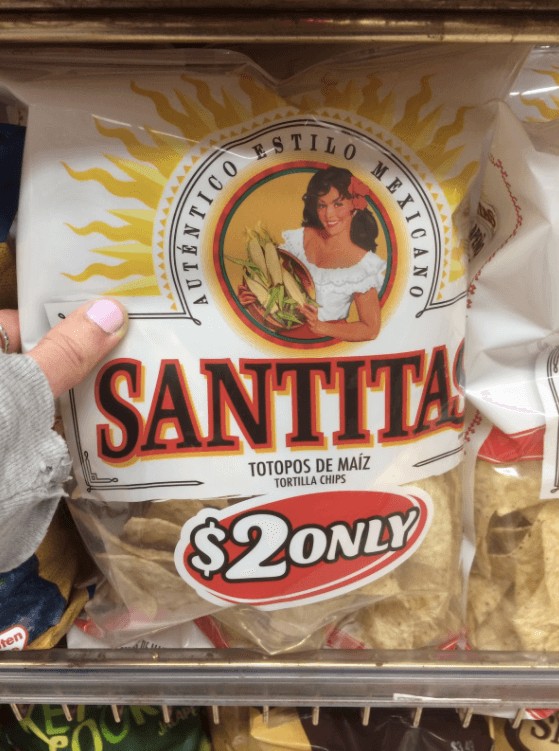 AUTÉNTICO ESTILO MEXICANO
SANTITAS
TOTOPOS DE MAÍZ
TORTILLA CHIPS
$2 ONLY